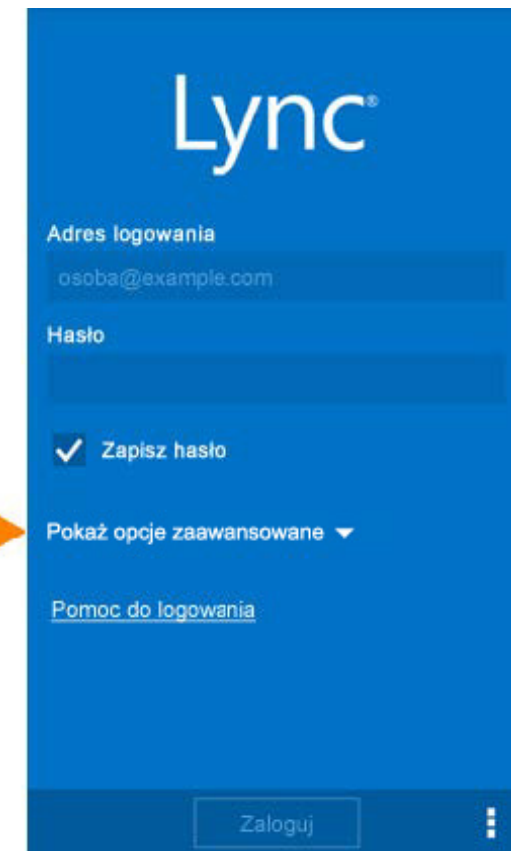 Lync®
Adres logowania
osoba@example.com
Hasło
Zapisz hasło
Pokaż opcje zaawansowane
Pomoc do logowania
Zaloguj